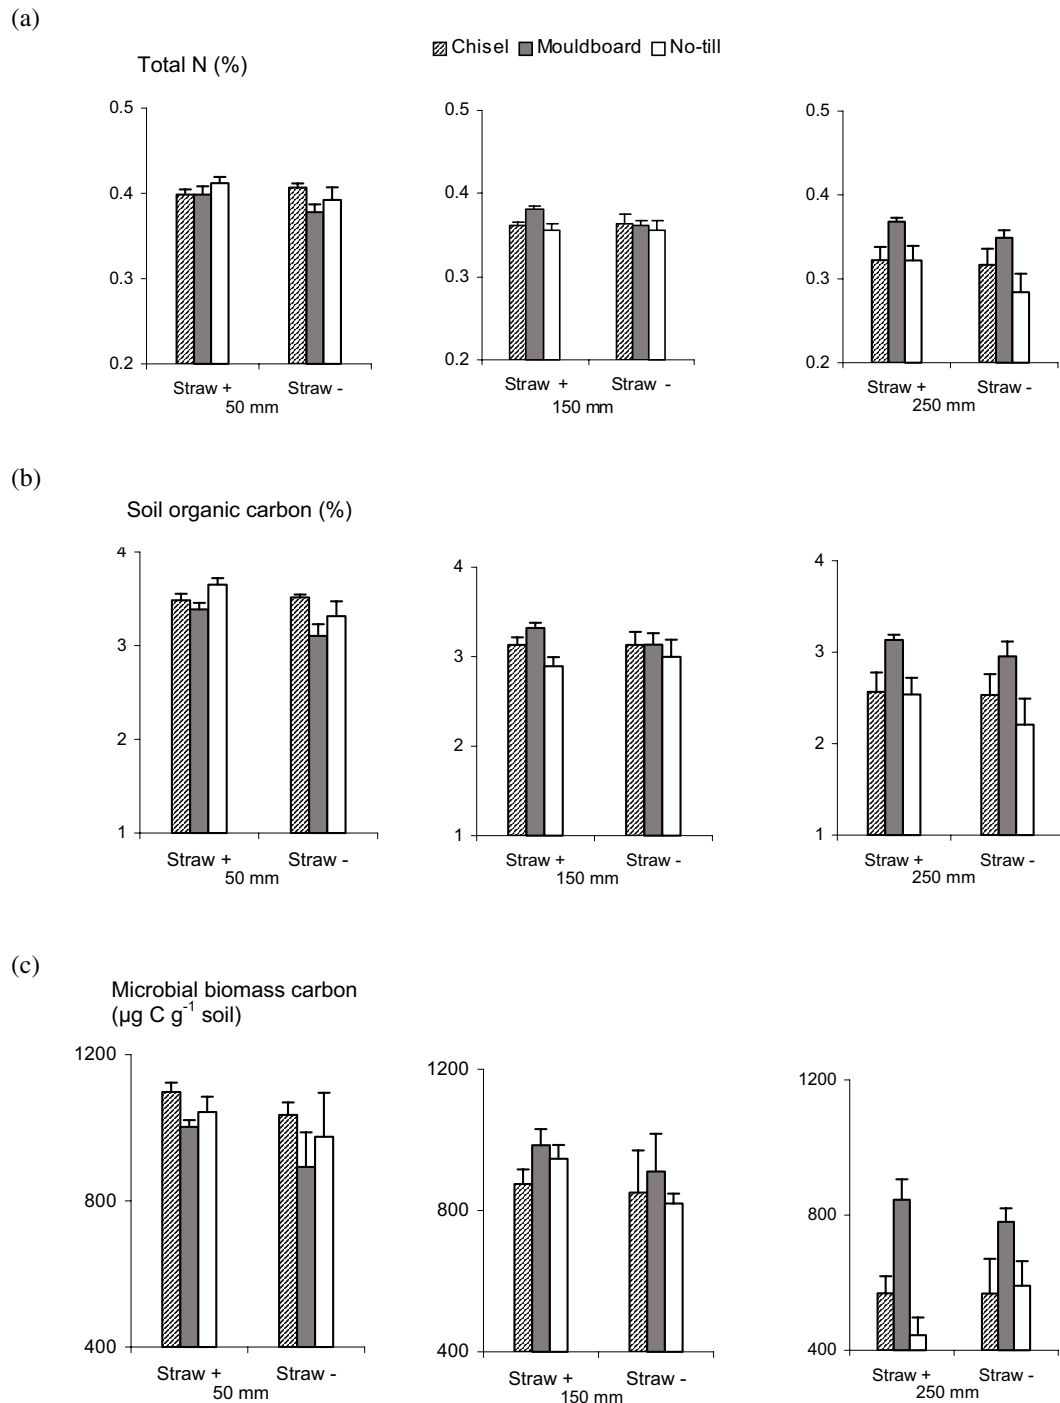 (a)
Chisel Mouldboard No-till
Total N (%)
0.5
0.4
0.3
0.2
Straw + Straw -
50 mm
0.5
0.4
0.3
0.2
Straw + Straw -
150 mm
0.5
0.4
0.3
0.2
Straw + Straw -
250 mm
(b)
Soil organic carbon (%)
4
3
2
1
Straw + Straw -
50 mm
4
3
2
1
Straw + Straw -
150 mm
4
3
2
1
Straw + Straw -
250 mm
(c)
Microbial biomass carbon
(µg C g⁻¹ soil)
1200
800
400
Straw + Straw -
50 mm
1200
800
400
Straw + Straw -
150 mm
1200
800
400
Straw + Straw -
250 mm